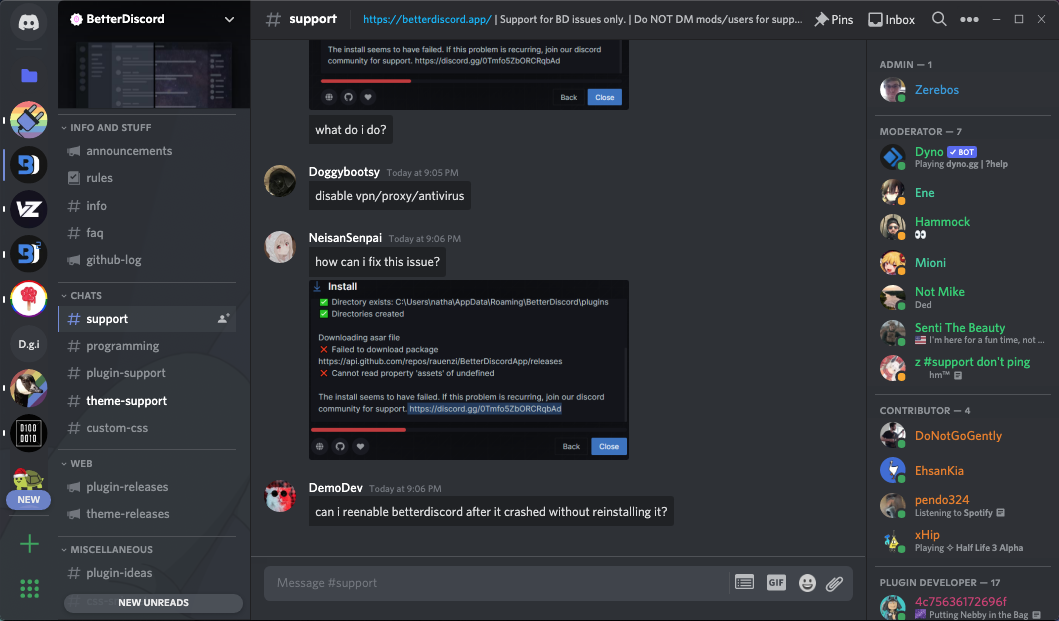 BetterDiscord
support
https://betterdiscord.app/ | Support for BD issues only. | Do NOT DM mods/users for supp...
Pins
Inbox
D.g.i
0100
0010
NEW
INFO AND STUFF
announcements
rules
info
faq
github-log
CHATS
support
programming
plugin-support
theme-support
custom-css
WEB
plugin-releases
theme-releases
MISCELLANEOUS
plugin-ideas
NEW UNREADS
The install seems to have failed. If this problem is recurring, join our discord
community for support. https://discord.gg/0Tmfo5ZbORCRqbAd
Back
Close
what do i do?
Doggybootsy Today at 9:05 PM
disable vpn/proxy/antivirus
NeisanSenpai Today at 9:06 PM
how can i fix this issue?
Install
Directory exists: C:\Users\natha\AppData\Roaming\BetterDiscord\plugins
Directories created
Downloading asar file
Failed to download package
https://api.github.com/repos/rauenzi/BetterDiscordApp/releases
Cannot read property 'assets' of undefined
The install seems to have failed. If this problem is recurring, join our discord
community for support. https://discord.gg/0Tmfo5ZbORCRqbAd
Back
Close
DemoDev Today at 9:06 PM
can i reenable betterdiscord after it crashed without reinstalling it?
Message #support
GIF
ADMIN — 1
Zerebos
MODERATOR — 7
Dyno BOT
Playing dyno.gg | ?help
Ene
Hammock
Mioni
Not Mike
Ded
Senti The Beauty
I'm here for a fun time, not ...
z #support don't ping
hm™
CONTRIBUTOR — 4
DoNotGoGently
EhsanKia
pendo324
Listening to Spotify
xHip
Playing ✧ Half Life 3 Alpha
PLUGIN DEVELOPER — 17
4c75636172696f
Putting Nebby in the Bag